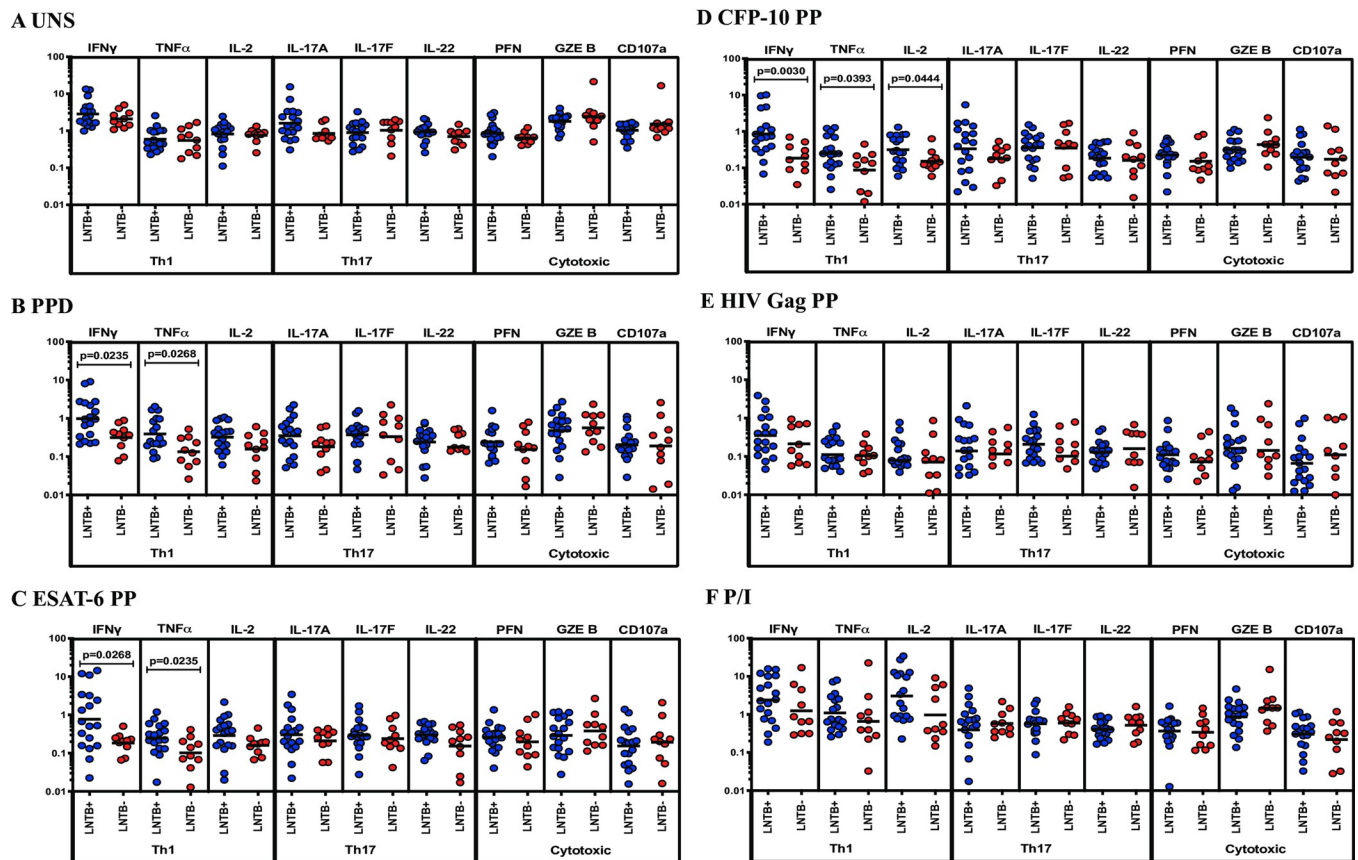 A UNS
IFNγ TNFα IL-2 IL-17A IL-17F IL-22 PFN GZE B CD107a
100
10
1
0.1
0.01
LNTB+ LNTB- LNTB+ LNTB- LNTB+ LNTB- LNTB+ LNTB- LNTB+ LNTB- LNTB+ LNTB- LNTB+ LNTB- LNTB+ LNTB- LNTB+ LNTB-
Th1 Th17 Cytotoxic
B PPD
IFNγ TNFα IL-2 IL-17A IL-17F IL-22 PFN GZE B CD107a
100
p=0.0235 p=0.0268
10
1
0.1
0.01
LNTB+ LNTB- LNTB+ LNTB- LNTB+ LNTB- LNTB+ LNTB- LNTB+ LNTB- LNTB+ LNTB- LNTB+ LNTB- LNTB+ LNTB- LNTB+ LNTB-
Th1 Th17 Cytotoxic
C ESAT-6 PP
IFNγ TNFα IL-2 IL-17A IL-17F IL-22 PFN GZE B CD107a
100
p=0.0268 p=0.0235
10
1
0.1
0.01
LNTB+ LNTB- LNTB+ LNTB- LNTB+ LNTB- LNTB+ LNTB- LNTB+ LNTB- LNTB+ LNTB- LNTB+ LNTB- LNTB+ LNTB- LNTB+ LNTB-
Th1 Th17 Cytotoxic
D CFP-10 PP
IFNγ TNFα IL-2 IL-17A IL-17F IL-22 PFN GZE B CD107a
100
p=0.0030 p=0.0393 p=0.0444
10
1
0.1
0.01
LNTB+ LNTB- LNTB+ LNTB- LNTB+ LNTB- LNTB+ LNTB- LNTB+ LNTB- LNTB+ LNTB- LNTB+ LNTB- LNTB+ LNTB- LNTB+ LNTB-
Th1 Th17 Cytotoxic
E HIV Gag PP
IFNγ TNFα IL-2 IL-17A IL-17F IL-22 PFN GZE B CD107a
100
10
1
0.1
0.01
LNTB+ LNTB- LNTB+ LNTB- LNTB+ LNTB- LNTB+ LNTB- LNTB+ LNTB- LNTB+ LNTB- LNTB+ LNTB- LNTB+ LNTB- LNTB+ LNTB-
Th1 Th17 Cytotoxic
F P/I
IFNγ TNFα IL-2 IL-17A IL-17F IL-22 PFN GZE B CD107a
100
10
1
0.1
0.01
LNTB+ LNTB- LNTB+ LNTB- LNTB+ LNTB- LNTB+ LNTB- LNTB+ LNTB- LNTB+ LNTB- LNTB+ LNTB- LNTB+ LNTB- LNTB+ LNTB-
Th1 Th17 Cytotoxic